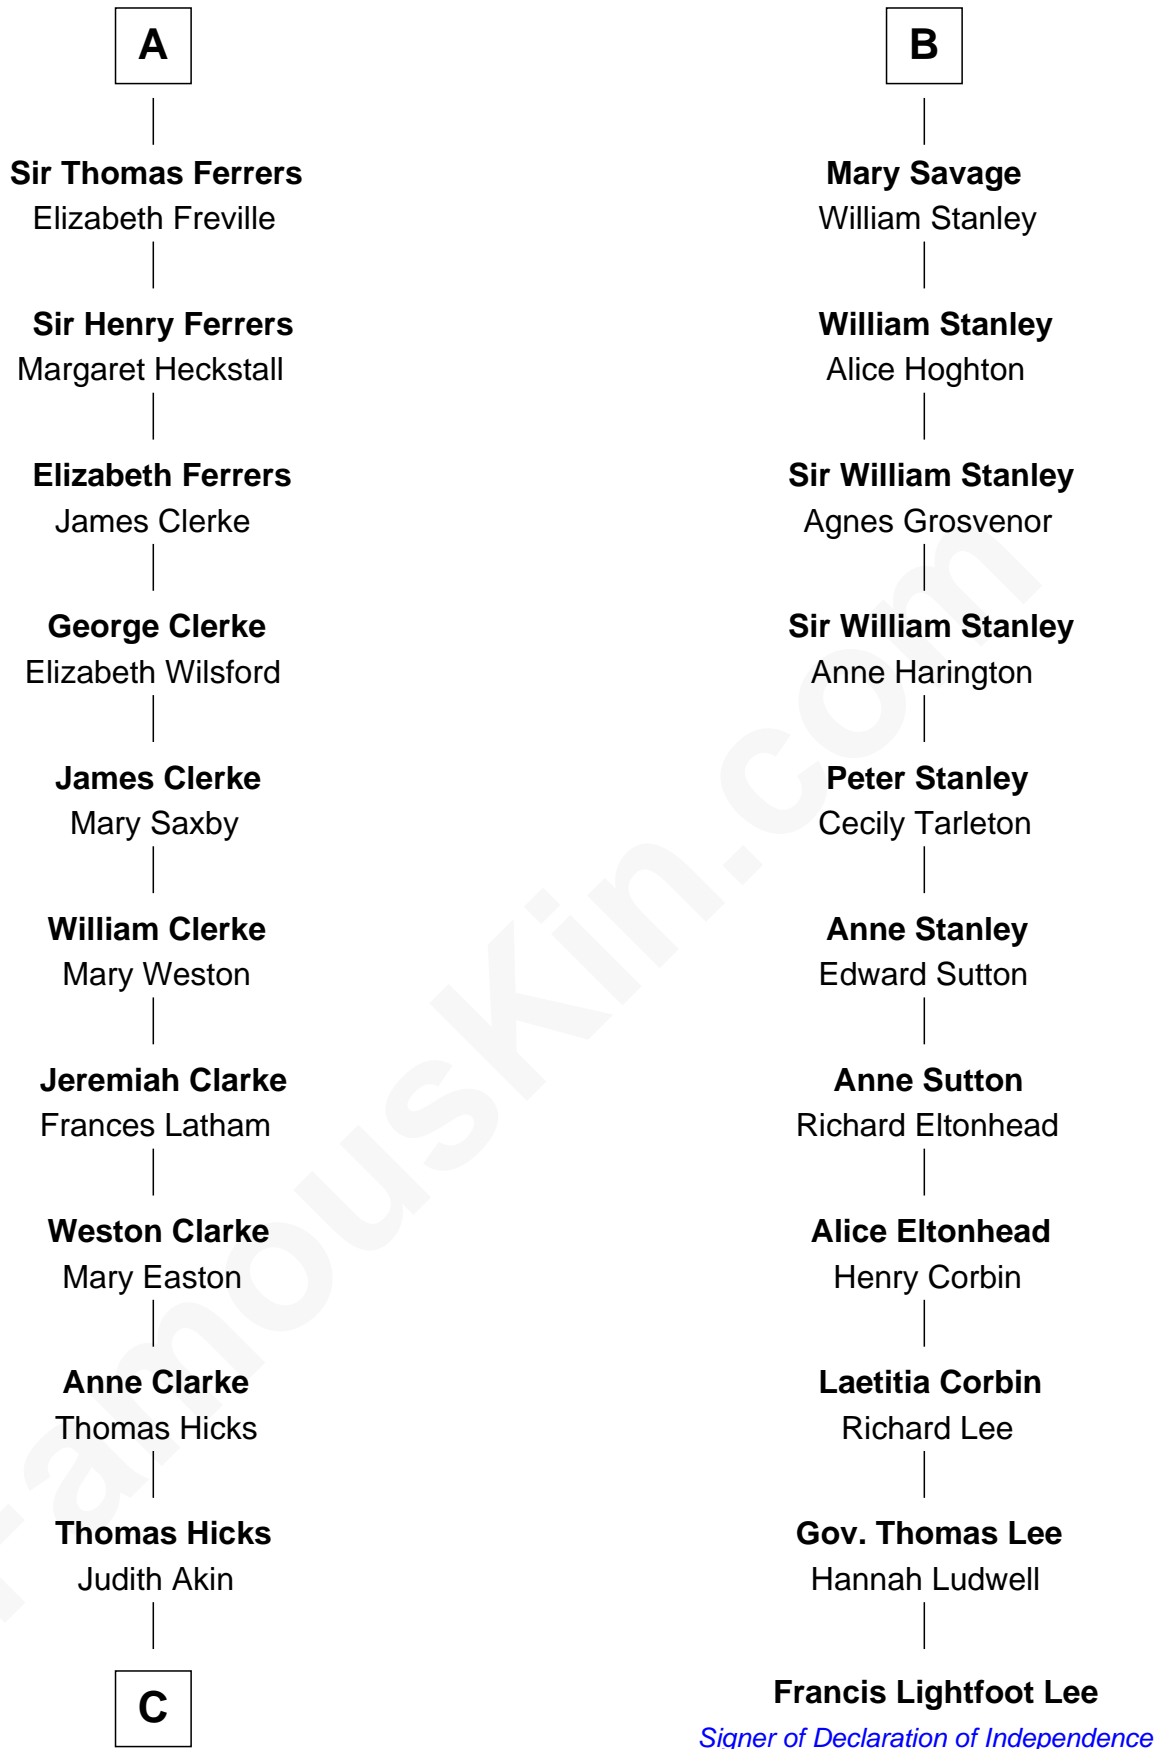 A
Sir Thomas Ferrers
Elizabeth Freville
Sir Henry Ferrers
Margaret Heckstall
Elizabeth Ferrers
James Clerke
George Clerke
Elizabeth Wilsford
James Clerke
Mary Saxby
William Clerke
Mary Weston
Jeremiah Clarke
Frances Latham
Weston Clarke
Mary Easton
Anne Clarke
Thomas Hicks
Thomas Hicks
Judith Akin
C
B
Mary Savage
William Stanley
William Stanley
Alice Hoghton
Sir William Stanley
Agnes Grosvenor
Sir William Stanley
Anne Harington
Peter Stanley
Cecily Tarleton
Anne Stanley
Edward Sutton
Anne Sutton
Richard Eltonhead
Alice Eltonhead
Henry Corbin
Laetitia Corbin
Richard Lee
Gov. Thomas Lee
Hannah Ludwell
Francis Lightfoot Lee
Signer of Declaration of Independence
FamousKin.com